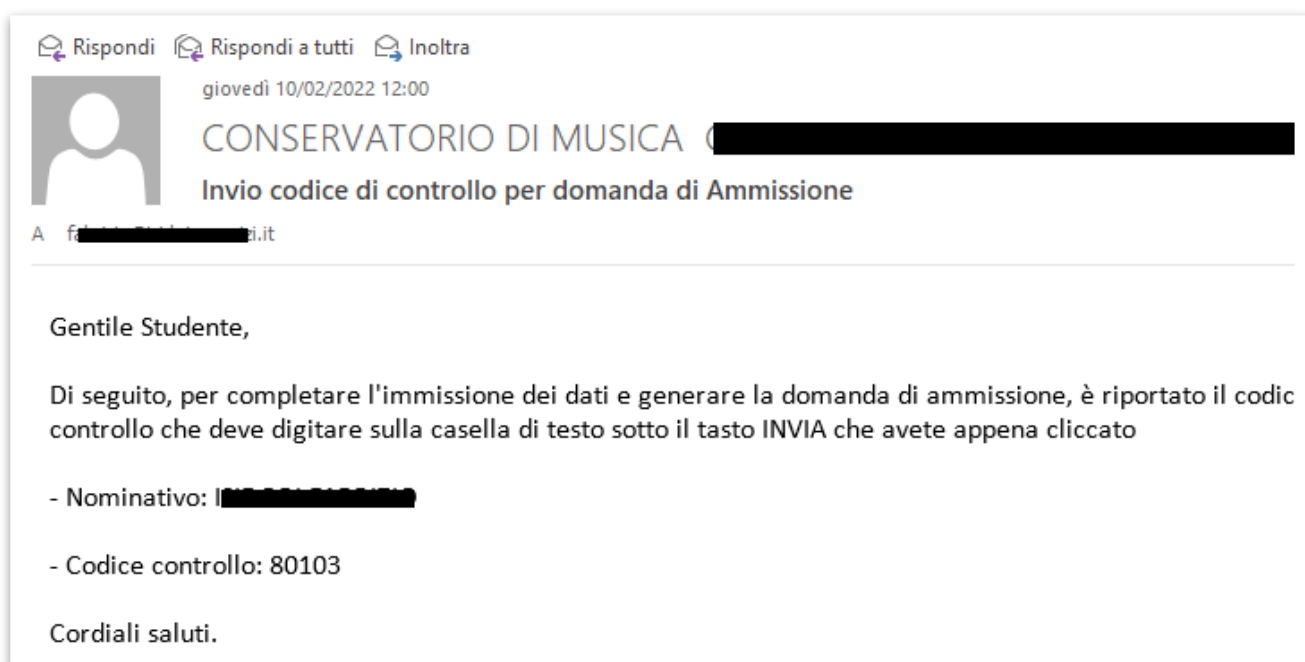 Rispondi Rispondi a tutti Inoltra
giovedì 10/02/2022 12:00
CONSERVATORIO DI MUSICA
Invio codice di controllo per domanda di Ammissione
A
Gentile Studente,
Di seguito, per completare l'immissione dei dati e generare la domanda di ammissione, è riportato il codic
controllo che deve digitare sulla casella di testo sotto il tasto INVIA che avete appena cliccato
- Nominativo:
- Codice controllo: 80103
Cordiali saluti.